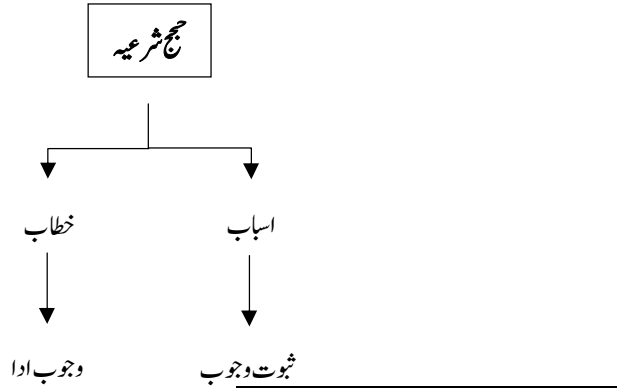 حجج شرعیہ
اسباب خطاب
ثبوت وجوب وجوب ادا